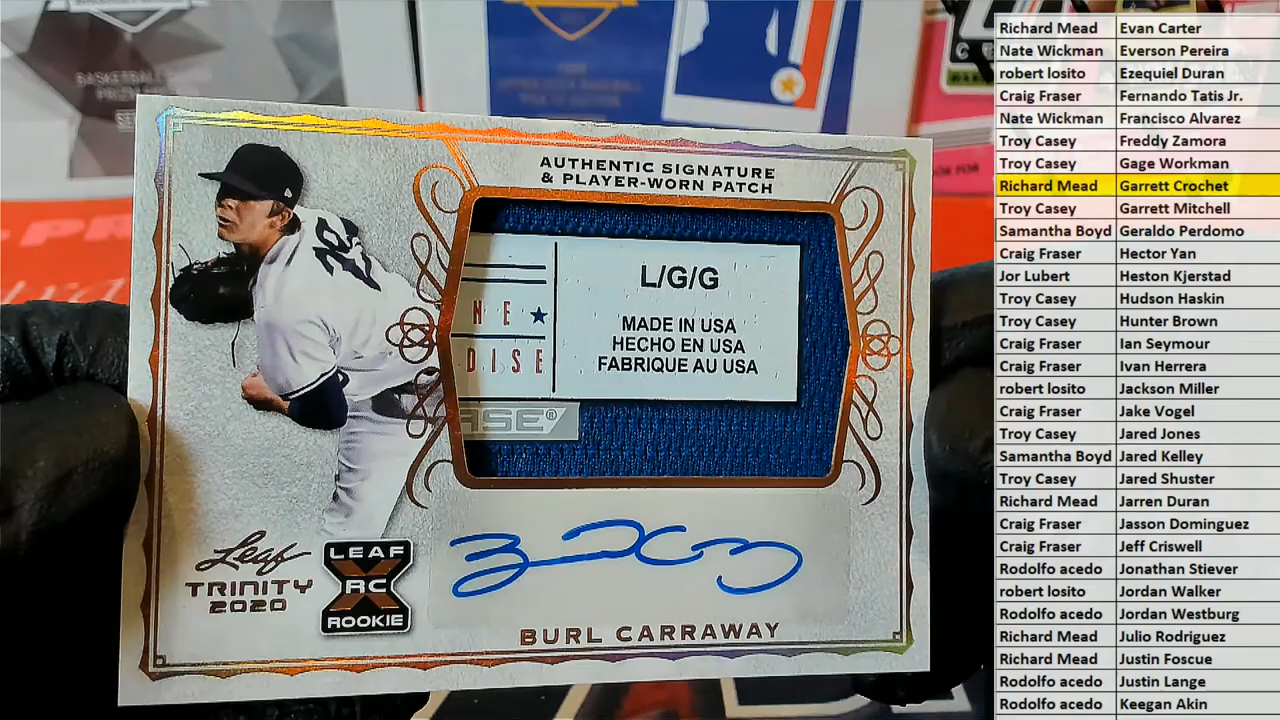 BASKETBALL
AUTHENTIC SIGNATURE
& PLAYER-WORN PATCH
22
L/G/G
NE★
MADE IN USA
HECHO EN USA
DISE
FABRIQUE AU USA
ASE®
Leaf
TRINITY
2020
LEAF
RC
ROOKIE
BURL CARRAWAY
Richard Mead Evan Carter
Nate Wickman Everson Pereira
robert losito Ezequiel Duran
Craig Fraser Fernando Tatis Jr.
Nate Wickman Francisco Alvarez
Troy Casey Freddy Zamora
Troy Casey Gage Workman
Richard Mead Garrett Crochet
Troy Casey Garrett Mitchell
Samantha Boyd Geraldo Perdomo
Craig Fraser Hector Yan
Jor Lubert Heston Kjerstad
Troy Casey Hudson Haskin
Troy Casey Hunter Brown
Craig Fraser Ian Seymour
Craig Fraser Ivan Herrera
robert losito Jackson Miller
Craig Fraser Jake Vogel
Troy Casey Jared Jones
Samantha Boyd Jared Kelley
Troy Casey Jared Shuster
Richard Mead Jarren Duran
Craig Fraser Jasson Dominguez
Craig Fraser Jeff Criswell
Rodolfo acedo Jonathan Stiever
robert losito Jordan Walker
Rodolfo acedo Jordan Westburg
Richard Mead Julio Rodriguez
Richard Mead Justin Foscue
Rodolfo acedo Justin Lange
Rodolfo acedo Keegan Akin